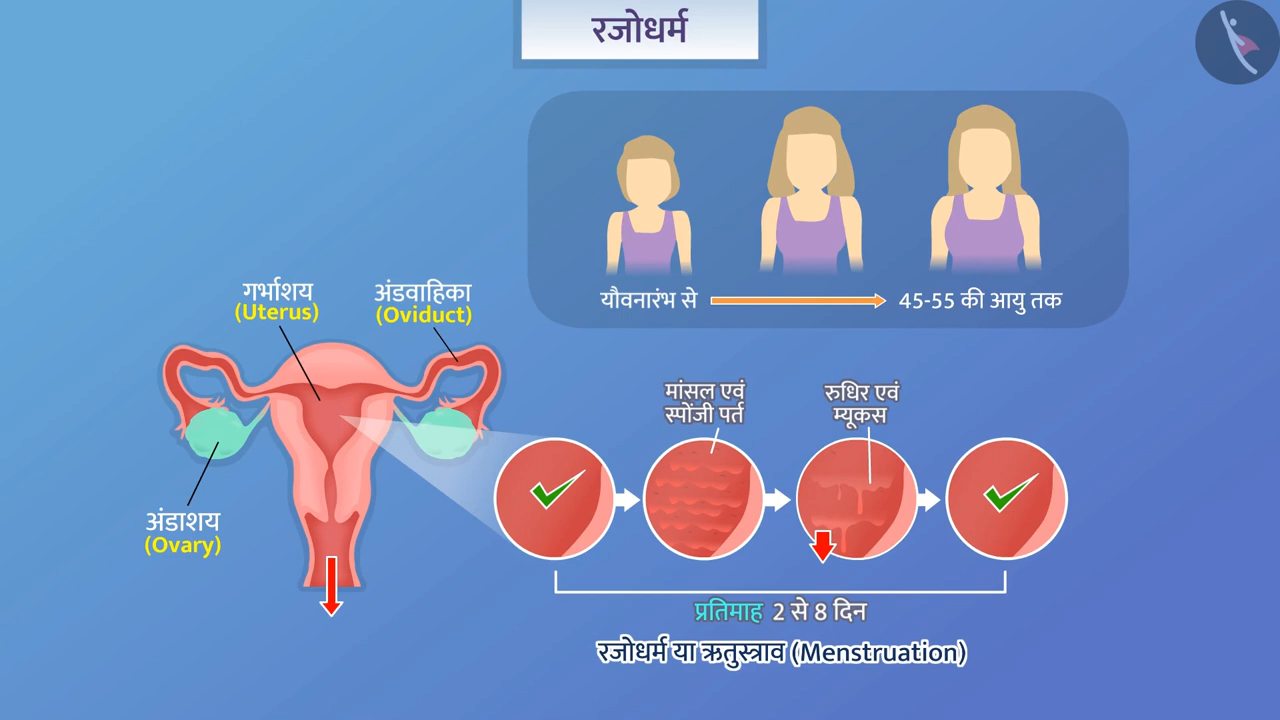 रजोधर्म
यौवनारंभ से
45-55 की आयु तक
गर्भाशय
(Uterus)
अंडवाहिका
(Oviduct)
अंडाशय
(Ovary)
मांसल एवं
स्पोंजी पर्त
रुधिर एवं
म्यूकस
प्रतिमाह 2 से 8 दिन
रजोधर्म या ऋतुस्त्राव (Menstruation)